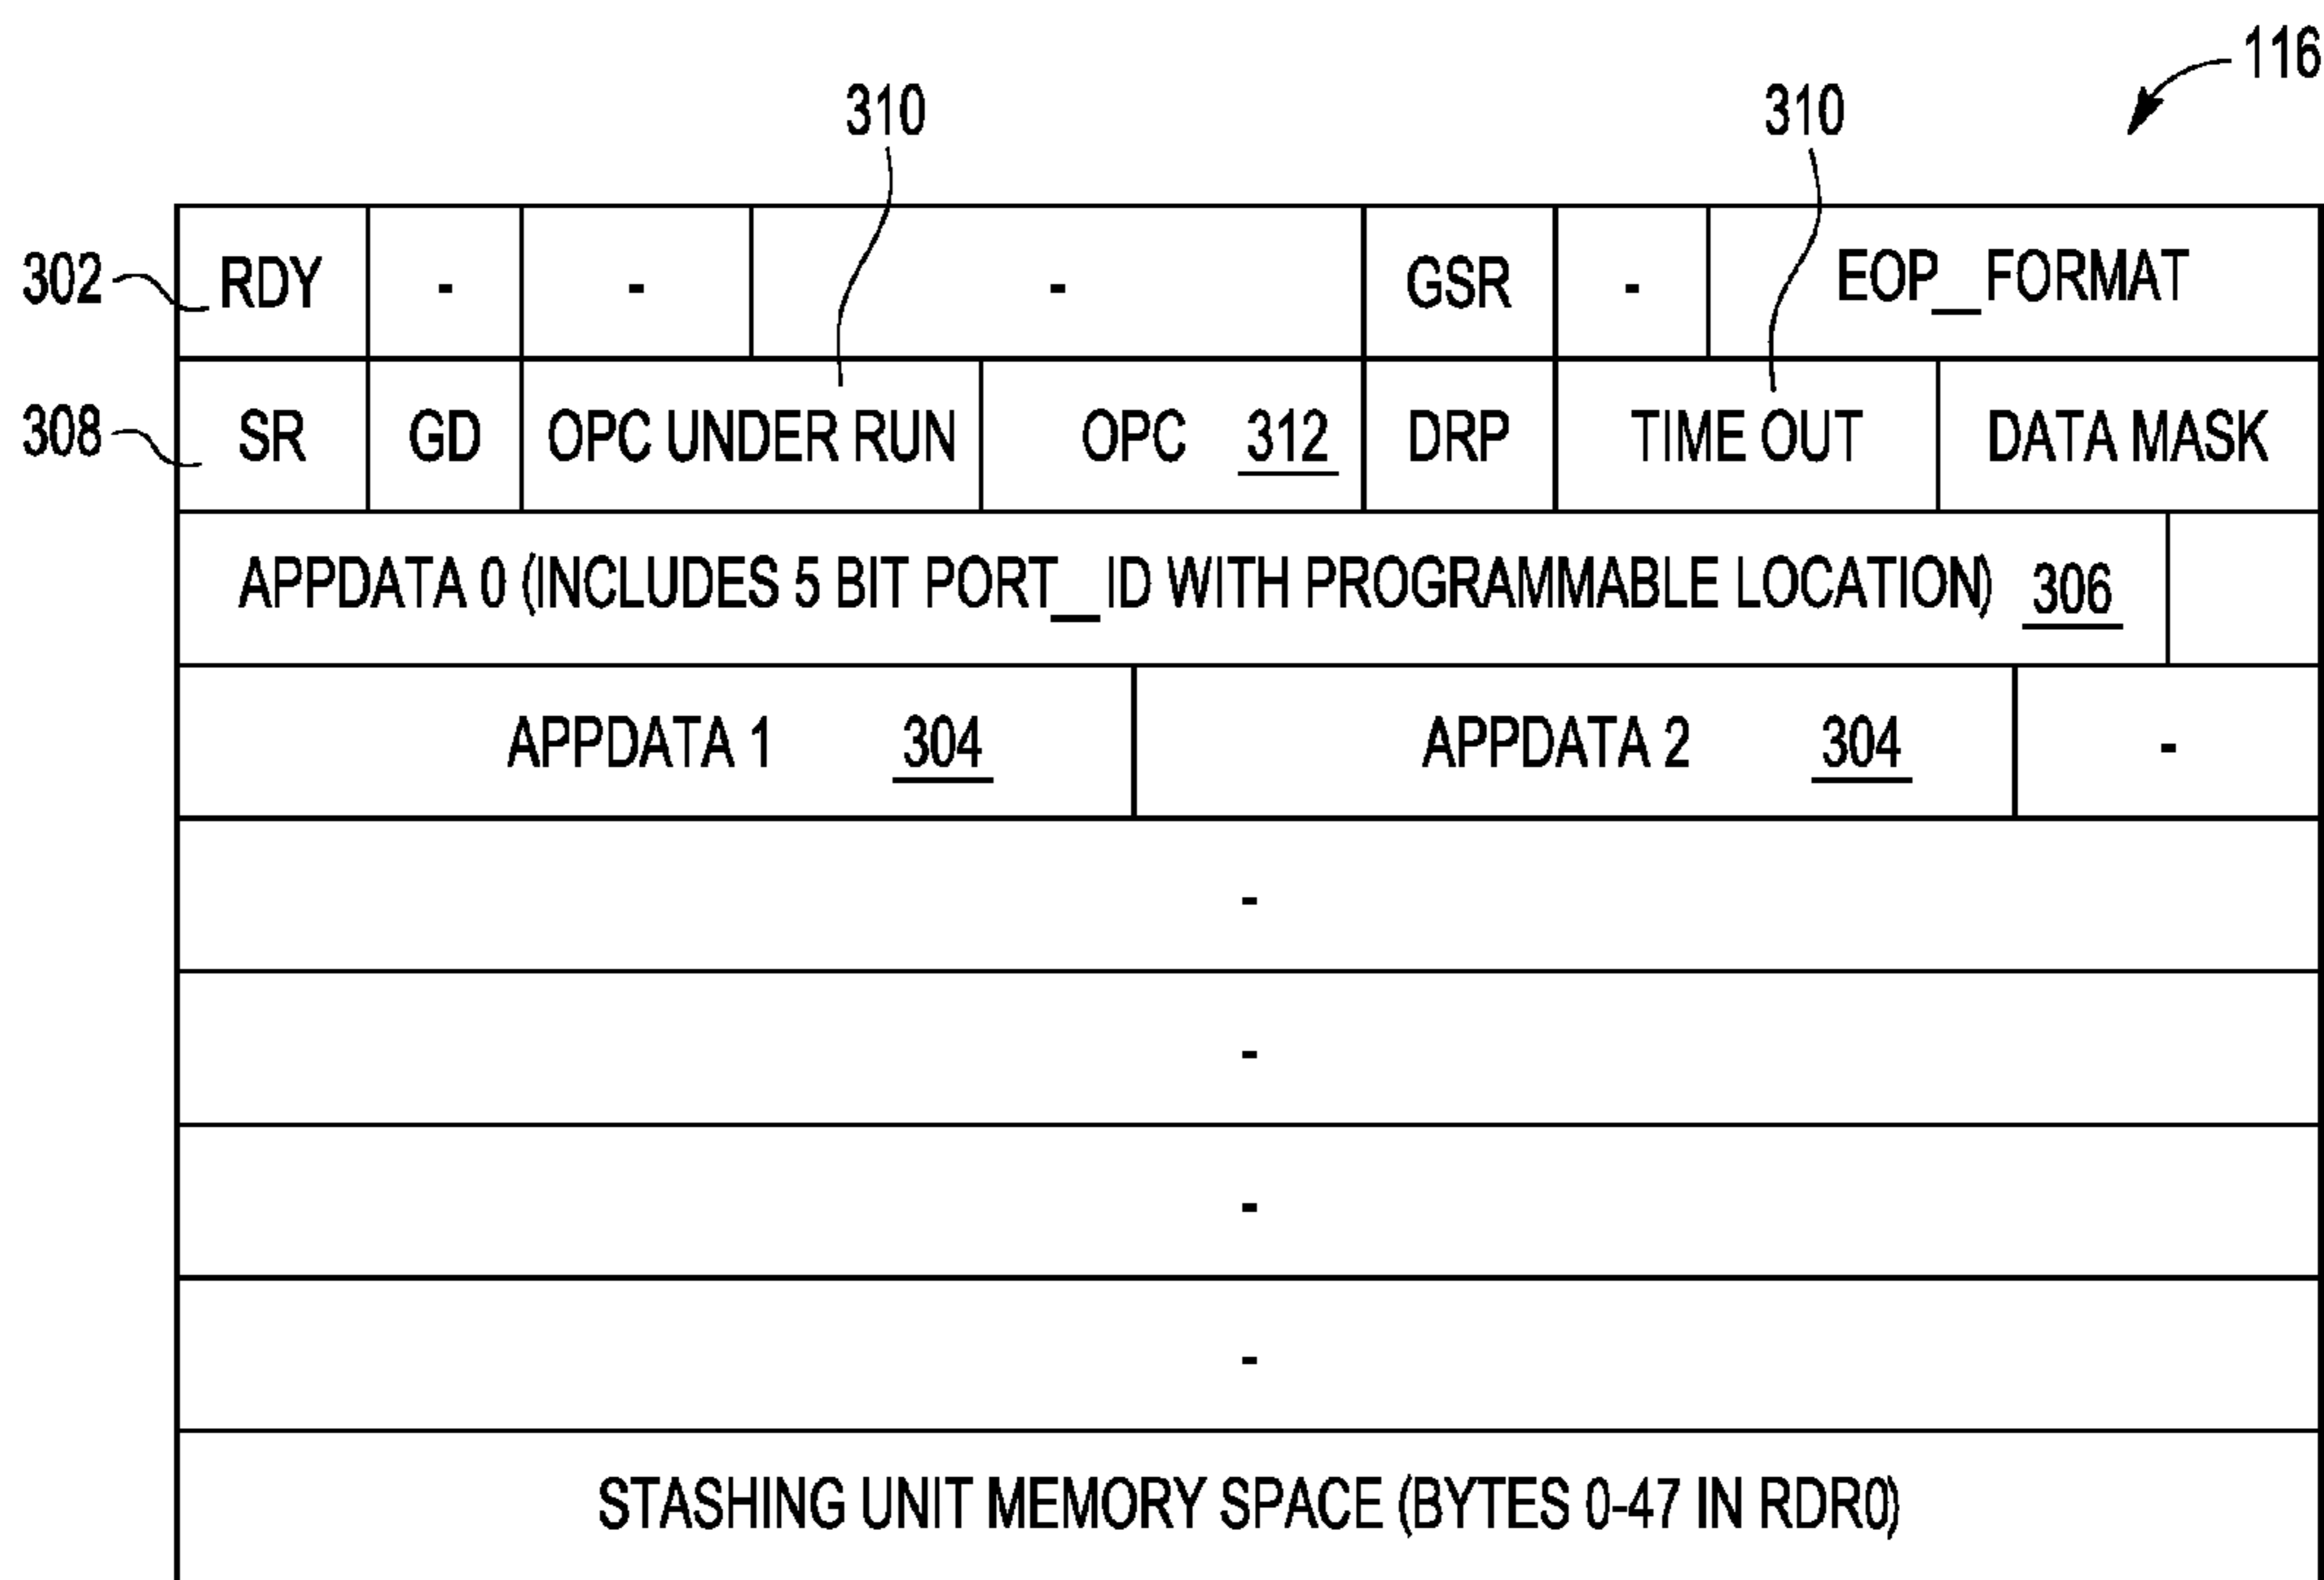 116
310 310
302 RDY - - - GSR - EOP__FORMAT
308 SR GD OPC UNDER RUN OPC 312 DRP TIME OUT DATA MASK
APPDATA 0 (INCLUDES 5 BIT PORT__ID WITH PROGRAMMABLE LOCATION) 306
APPDATA 1 304 APPDATA 2 304 -
-
-
-
-
STASHING UNIT MEMORY SPACE (BYTES 0-47 IN RDR0)